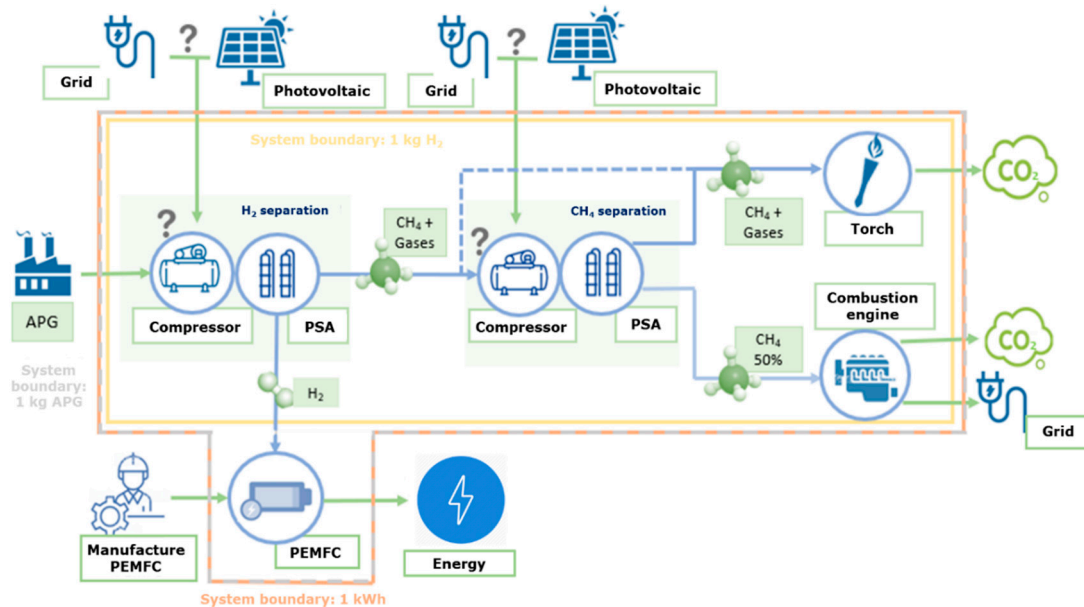 ?
?
Grid
Photovoltaic
Grid
Photovoltaic
System boundary: 1 kg H₂
H₂ separation
CH₄ separation
?
?
CH₄ +
Gases
CH₄ +
Gases
CO₂
Torch
APG
Compressor
PSA
Compressor
PSA
Combustion
engine
System
boundary:
1 kg APG
H₂
CH₄
50%
CO₂
Grid
Manufacture
PEMFC
PEMFC
Energy
System boundary: 1 kWh